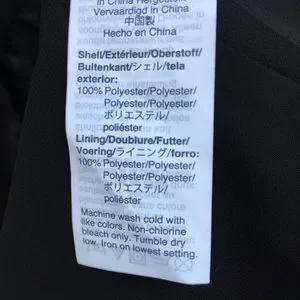 in China Hergestellt
Vervaardigd in China
中国製
Hecho en China
Shell/Extérieur/Oberstoff/
Buitenkant/シェル/tela
exterior:
100% Polyester/Polyester/
Polyester/Polyester/
ポリエステル/
poliéster
Lining/Doublure/Futter/
Voering/ライニング/forro:
100% Polyester/Polyester/
Polyester/Polyester/
ポリエステル/
poliéster
Machine wash cold with
like colors. Non-chlorine
bleach only. Tumble dry
low. Iron on lowest setting.